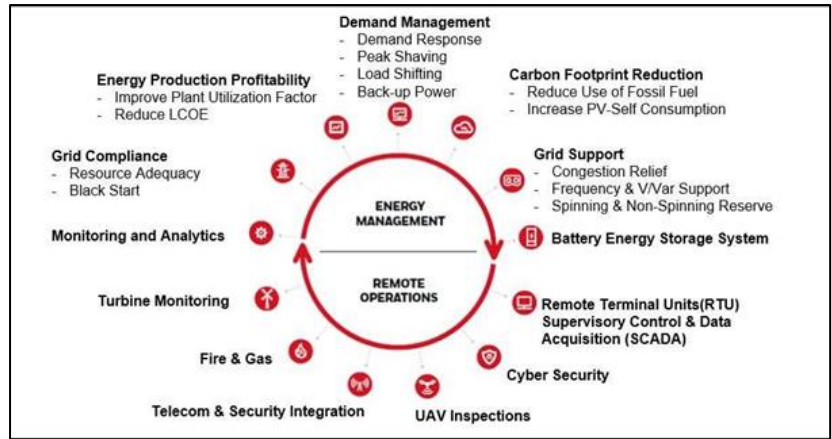 Demand Management
- Demand Response
- Peak Shaving
- Load Shifting
- Back-up Power
Energy Production Profitability
- Improve Plant Utilization Factor
- Reduce LCOE
Carbon Footprint Reduction
- Reduce Use of Fossil Fuel
- Increase PV-Self Consumption
Grid Compliance
- Resource Adequacy
- Black Start
Grid Support
- Congestion Relief
- Frequency & V/Var Support
- Spinning & Non-Spinning Reserve
ENERGY
MANAGEMENT
Monitoring and Analytics
Battery Energy Storage System
REMOTE
OPERATIONS
Turbine Monitoring
Remote Terminal Units(RTU)
Supervisory Control & Data
Acquisition (SCADA)
Fire & Gas
Cyber Security
Telecom & Security Integration
UAV Inspections